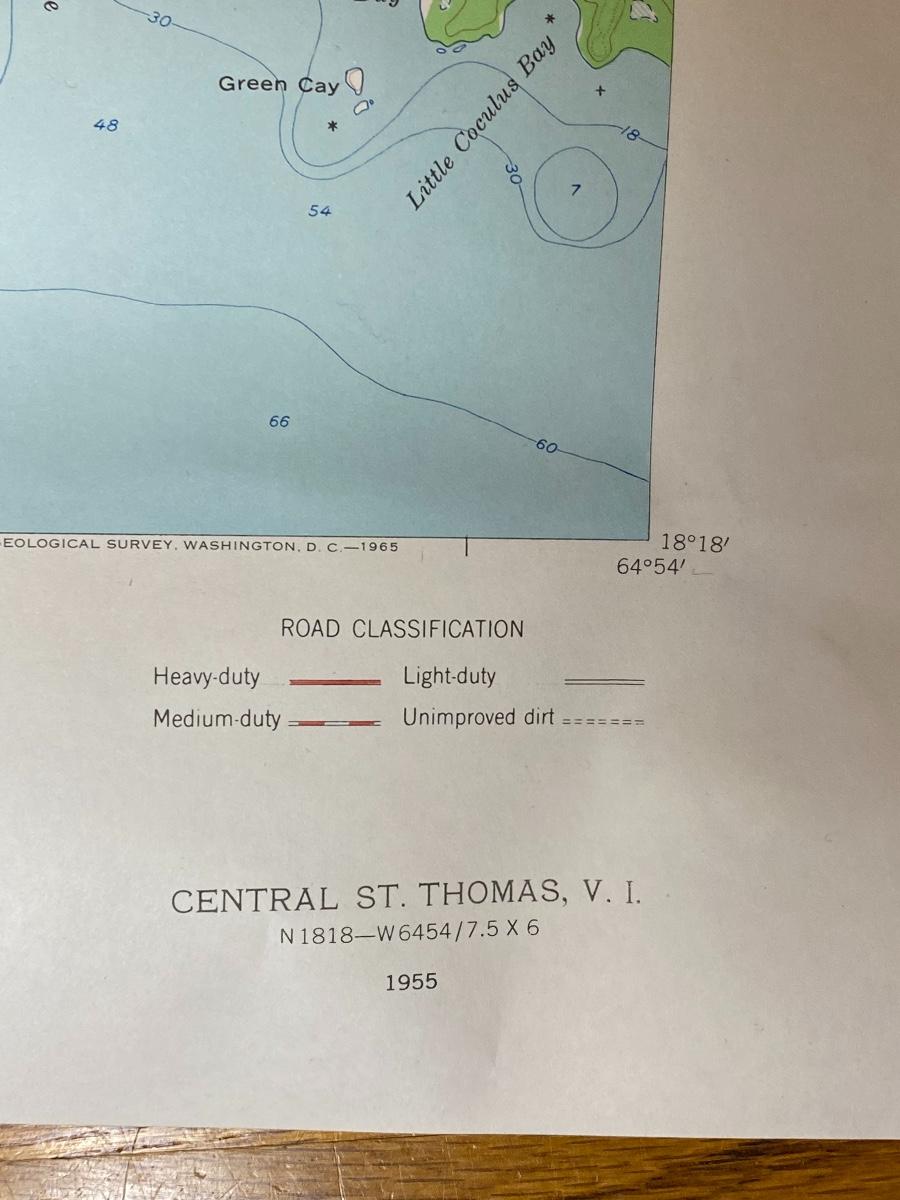 30
Green Cay
Little Coculus Bay
48
18
30
7
54
66
60
EOLOGICAL SURVEY, WASHINGTON, D. C.—1965
18°18′
64°54′
ROAD CLASSIFICATION
Heavy-duty Light-duty
Medium-duty Unimproved dirt
CENTRAL ST. THOMAS, V. I.
N1818—W6454/7.5 X 6
1955